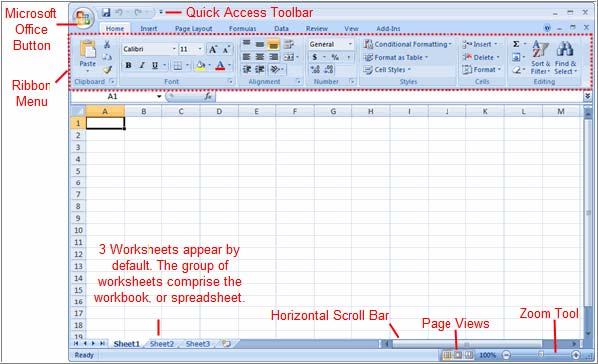 Microsoft
Office
Button
Quick Access Toolbar
Home Insert Page Layout Formulas Data Review View Add-Ins
Ribbon
Menu
Calibri 11 General Conditional Formatting Insert
Paste B I U $ % , Format as Table Delete Sort & Find &
Cell Styles Format Filter Select
Clipboard Font Alignment Number Styles Cells Editing
A1 fx
A B C D E F G H I J K L M
1
2
3
4
5
6
7
8
9
10
11
12
13
14
15
16
17
18
19
3 Worksheets appear by
default. The group of
worksheets comprise the
workbook, or spreadsheet.
Horizontal Scroll Bar
Page Views
Zoom Tool
Sheet1 Sheet2 Sheet3
Ready 100%